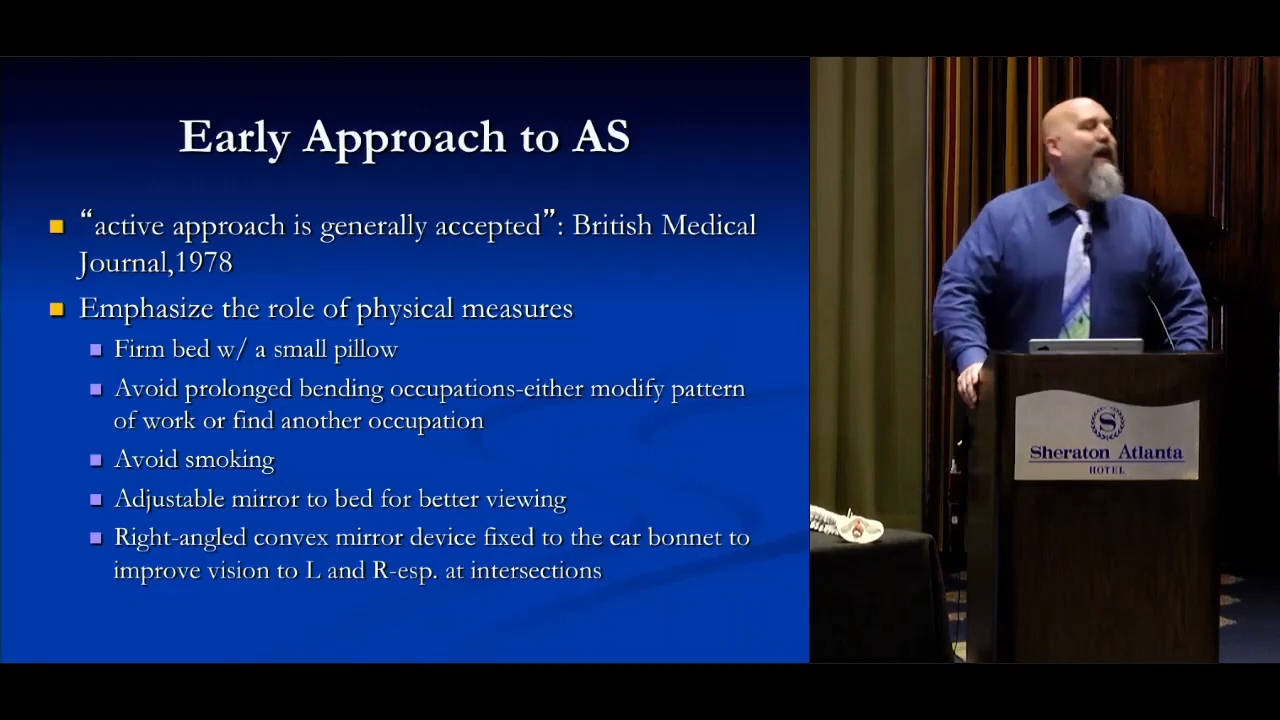 Early Approach to AS
“active approach is generally accepted”: British Medical
Journal,1978
Emphasize the role of physical measures
Firm bed w/ a small pillow
Avoid prolonged bending occupations-either modify pattern
of work or find another occupation
Avoid smoking
Adjustable mirror to bed for better viewing
Right-angled convex mirror device fixed to the car bonnet to
improve vision to L and R-esp. at intersections
S
Sheraton Atlanta
HOTEL